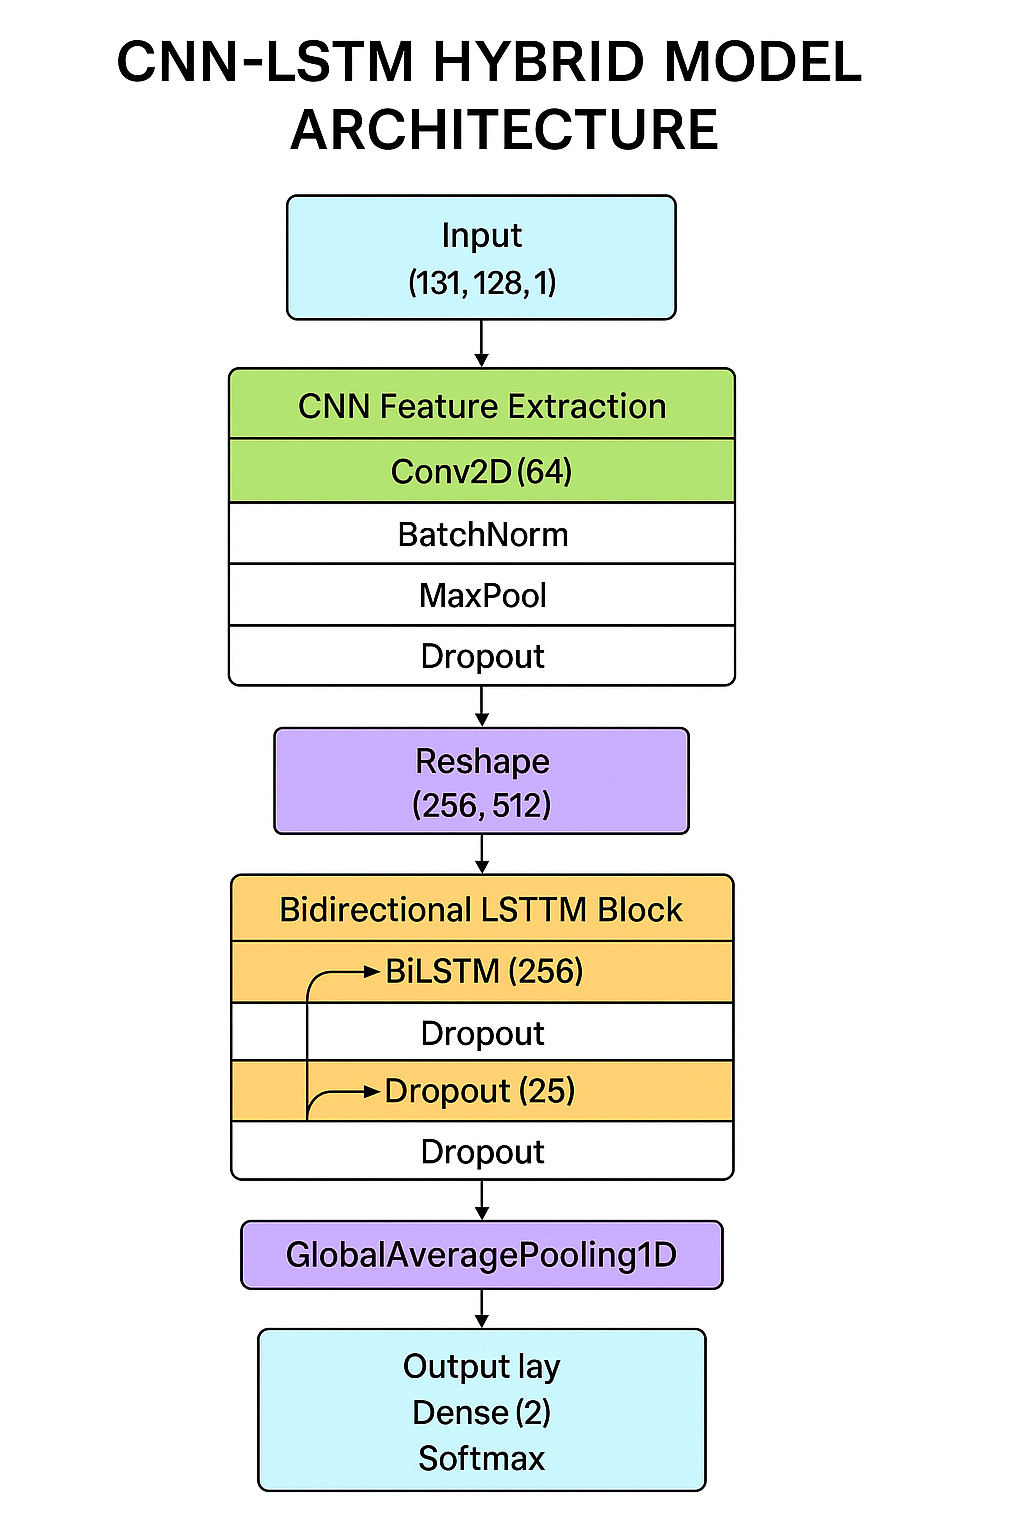 CNN-LSTM HYBRID MODEL
ARCHITECTURE
Input
(131, 128, 1)
CNN Feature Extraction
Conv2D (64)
BatchNorm
MaxPool
Dropout
Reshape
(256, 512)
Bidirectional LSTTM Block
BiLSTM (256)
Dropout
Dropout (25)
Dropout
GlobalAveragePooling1D
Output lay
Dense (2)
Softmax